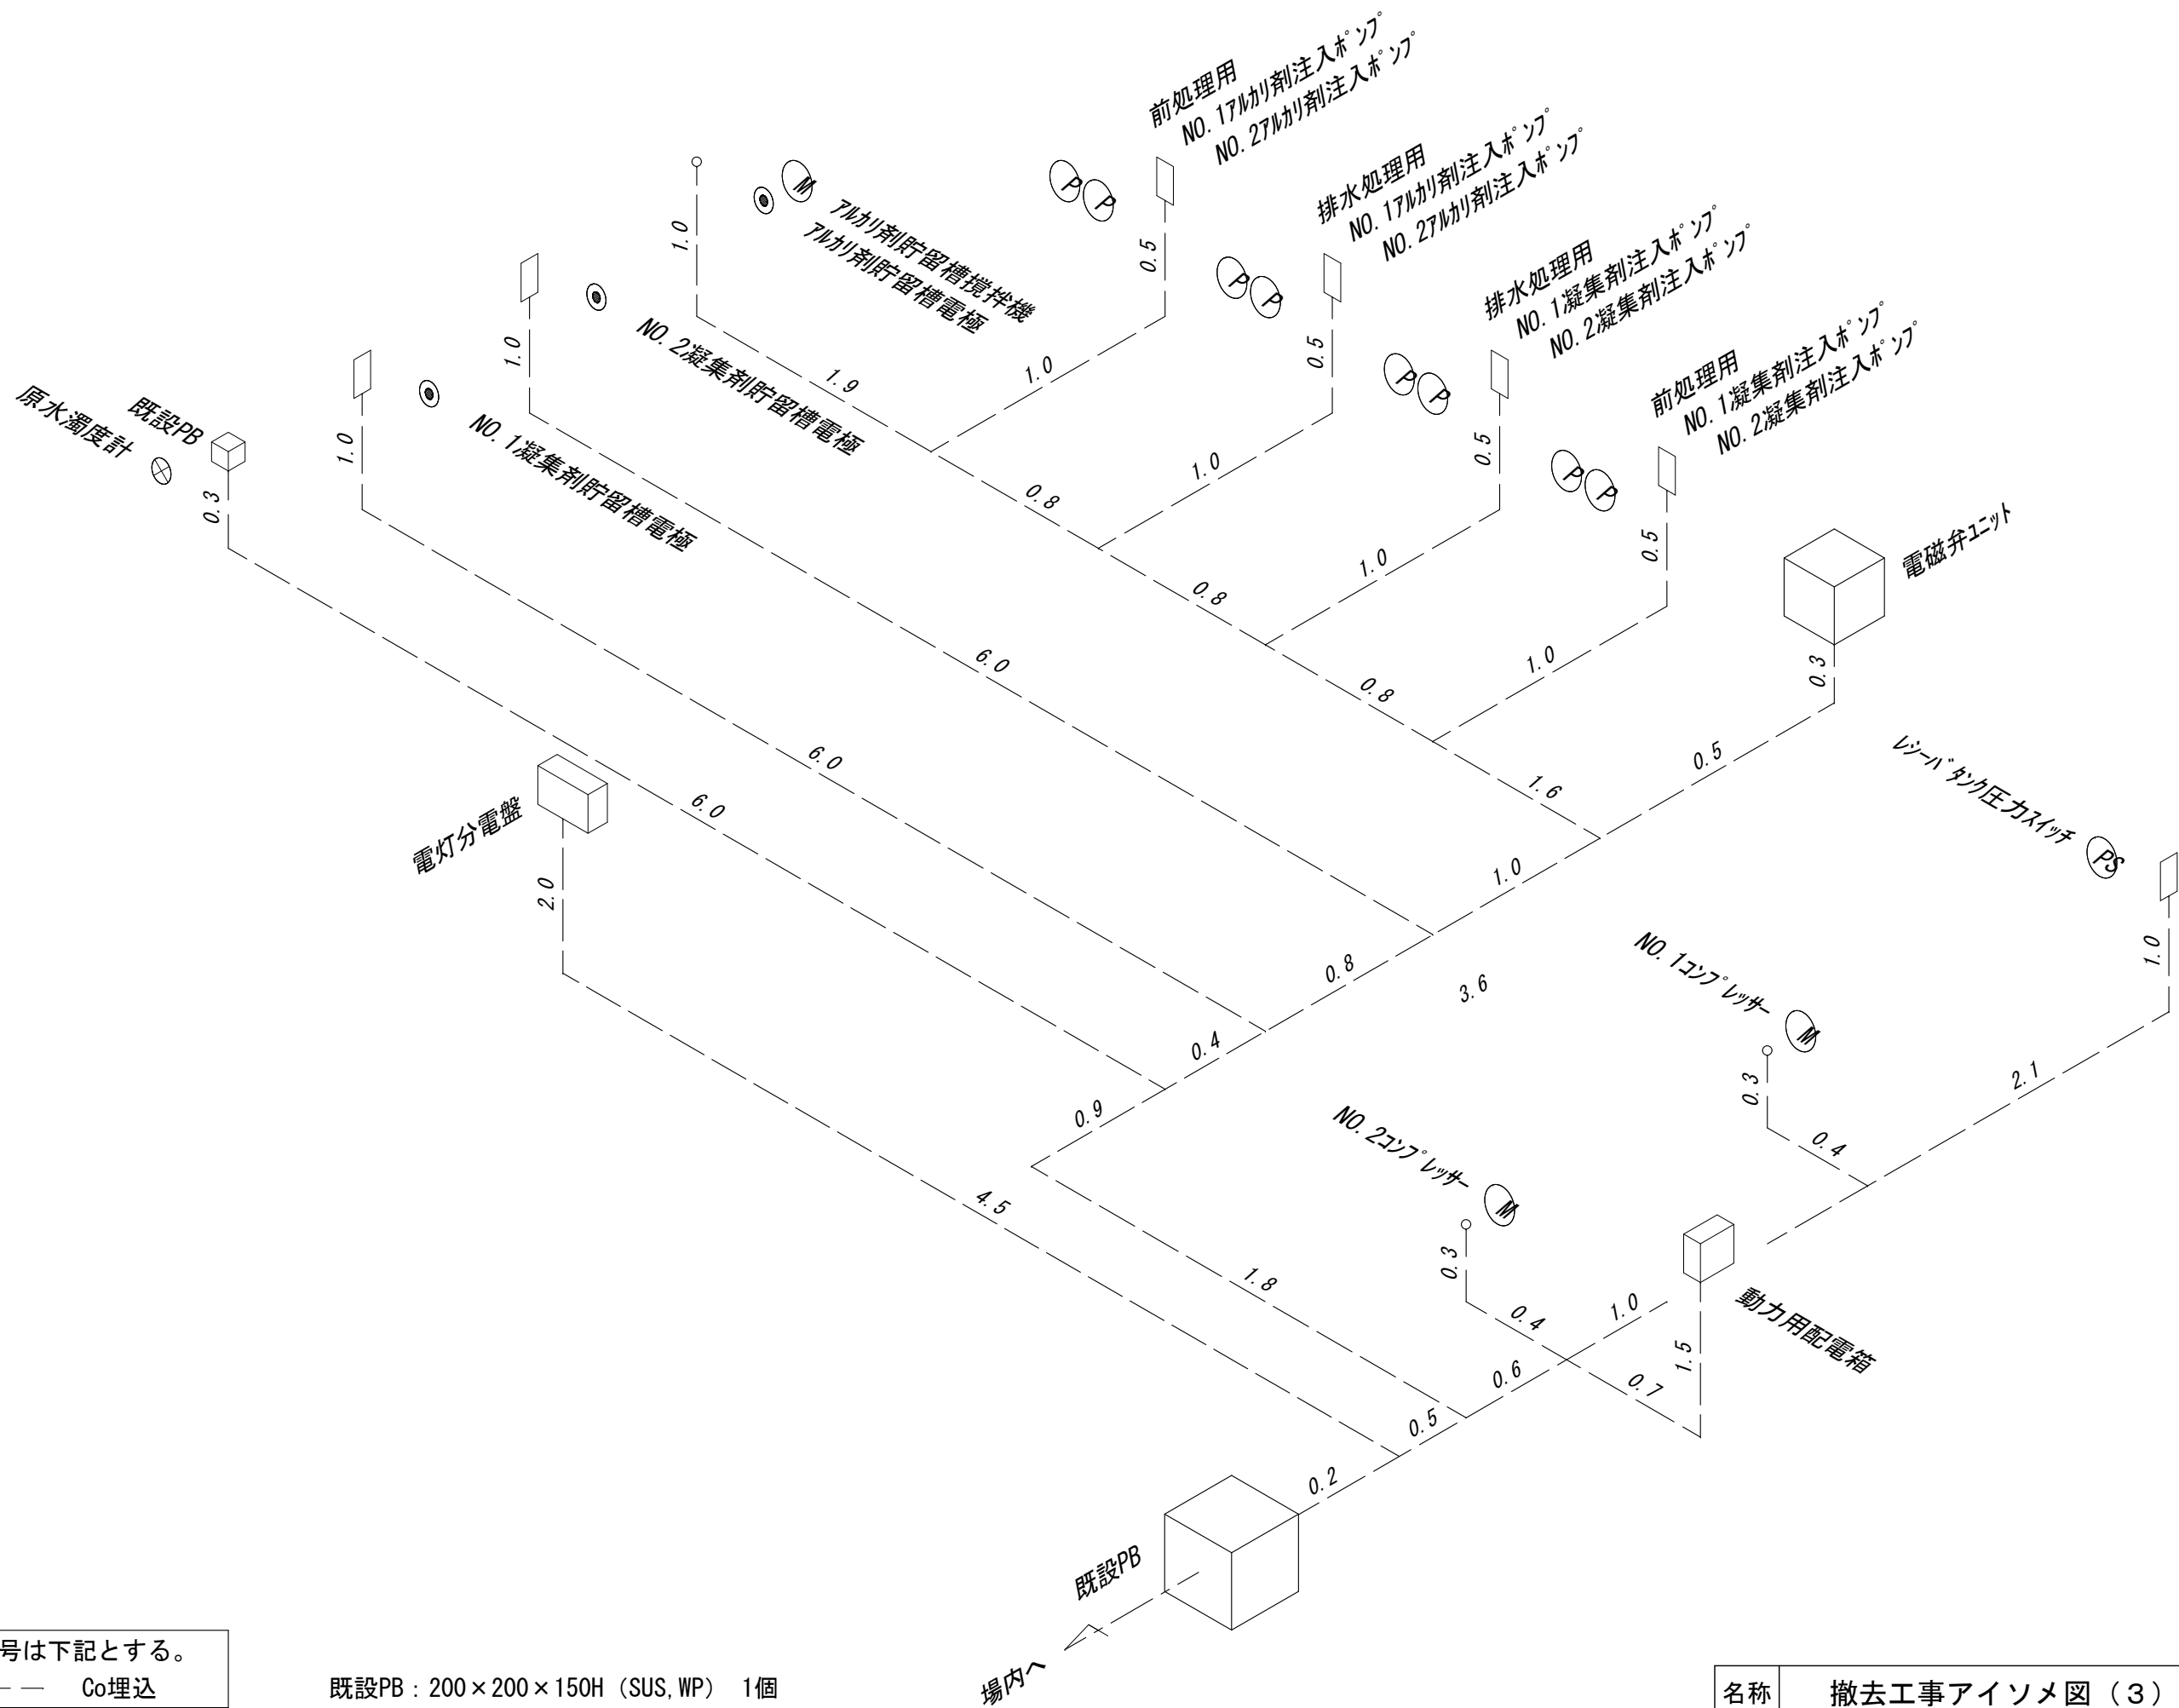 前処理用
NO.1アルカリ剤注入ポンプ
NO.2アルカリ剤注入ポンプ
排水処理用
NO.1アルカリ剤注入ポンプ
NO.2アルカリ剤注入ポンプ
排水処理用
NO.1凝集剤注入ポンプ
NO.2凝集剤注入ポンプ
前処理用
NO.1凝集剤注入ポンプ
NO.2凝集剤注入ポンプ
M
アルカリ剤貯留槽撹拌機
アルカリ剤貯留槽電極
P
P
P
P
P
P
P
P
1.0
0.5
1.0
0.5
1.0
0.5
0.5
NO.2凝集剤貯留槽電極
NO.1凝集剤貯留槽電極
原水濁度計
既設PB
0.3
1.9
1.0
0.8
1.0
0.8
1.0
0.8
1.0
1.6
電磁弁ユニット
0.3
0.5
6.0
6.0
6.0
1.0
0.8
3.6
0.4
0.9
電灯分電盤
2.0
4.5
レシーバタンク圧力スイッチ
PS
1.0
2.1
NO.1コンプレッサー
M
0.3
0.4
NO.2コンプレッサー
M
0.3
0.4
1.8
1.0
0.6
0.7
1.5
動力用配電箱
0.5
0.2
既設PB
場内へ
号は下記とする。
Co埋込
既設PB：200×200×150H（SUS,WP） 1個
名称 撤去工事アイソメ図（3）